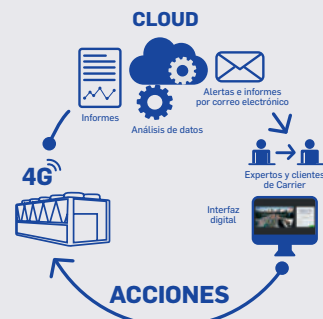 CLOUD
Alertas e informes
por correo electrónico
Informes
Análisis de datos
4G
Expertos y clientes
de Carrier
Interfaz
digital
ACCIONES